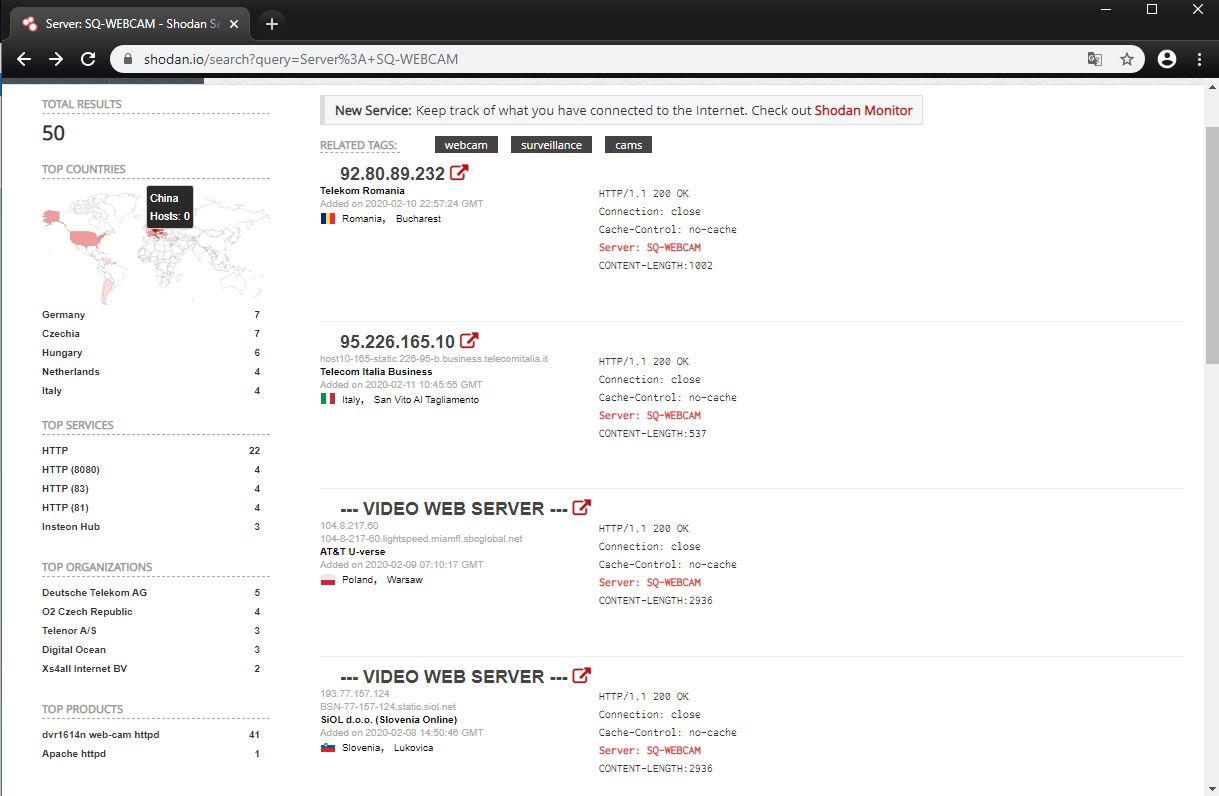 Server: SQ-WEBCAM - Shodan Se
shodan.io/search?query=Server%3A+SQ-WEBCAM
TOTAL RESULTS
50
TOP COUNTRIES
China
Hosts: 0
Germany 7
Czechia 7
Hungary 6
Netherlands 4
Italy 4
TOP SERVICES
HTTP 22
HTTP (8080) 4
HTTP (83) 4
HTTP (81) 4
Insteon Hub 3
TOP ORGANIZATIONS
Deutsche Telekom AG 5
O2 Czech Republic 4
Telenor A/S 3
Digital Ocean 3
Xs4all Internet BV 2
TOP PRODUCTS
dvr1614n web-cam httpd 41
Apache httpd 1
New Service: Keep track of what you have connected to the Internet. Check out Shodan Monitor
RELATED TAGS: webcam surveillance cams
92.80.89.232
Telekom Romania
Added on 2020-02-10 22:57:24 GMT
Romania, Bucharest
HTTP/1.1 200 OK
Connection: close
Cache-Control: no-cache
Server: SQ-WEBCAM
CONTENT-LENGTH:1002
95.226.165.10
host10-165-static.226-95-b.business.telecomitalia.it
Telecom Italia Business
Added on 2020-02-11 10:45:55 GMT
Italy, San Vito Al Tagliamento
HTTP/1.1 200 OK
Connection: close
Cache-Control: no-cache
Server: SQ-WEBCAM
CONTENT-LENGTH:537
--- VIDEO WEB SERVER ---
104.8.217.60
104-8-217-60.lightspeed.miamfl.sbcglobal.net
AT&T U-verse
Added on 2020-02-09 07:10:17 GMT
Poland, Warsaw
HTTP/1.1 200 OK
Connection: close
Cache-Control: no-cache
Server: SQ-WEBCAM
CONTENT-LENGTH:2936
--- VIDEO WEB SERVER ---
193.77.157.124
BSN-77-157-124.static.siol.net
SiOL d.o.o. (Slovenia Online)
Added on 2020-02-08 14:50:46 GMT
Slovenia, Lukovica
HTTP/1.1 200 OK
Connection: close
Cache-Control: no-cache
Server: SQ-WEBCAM
CONTENT-LENGTH:2936